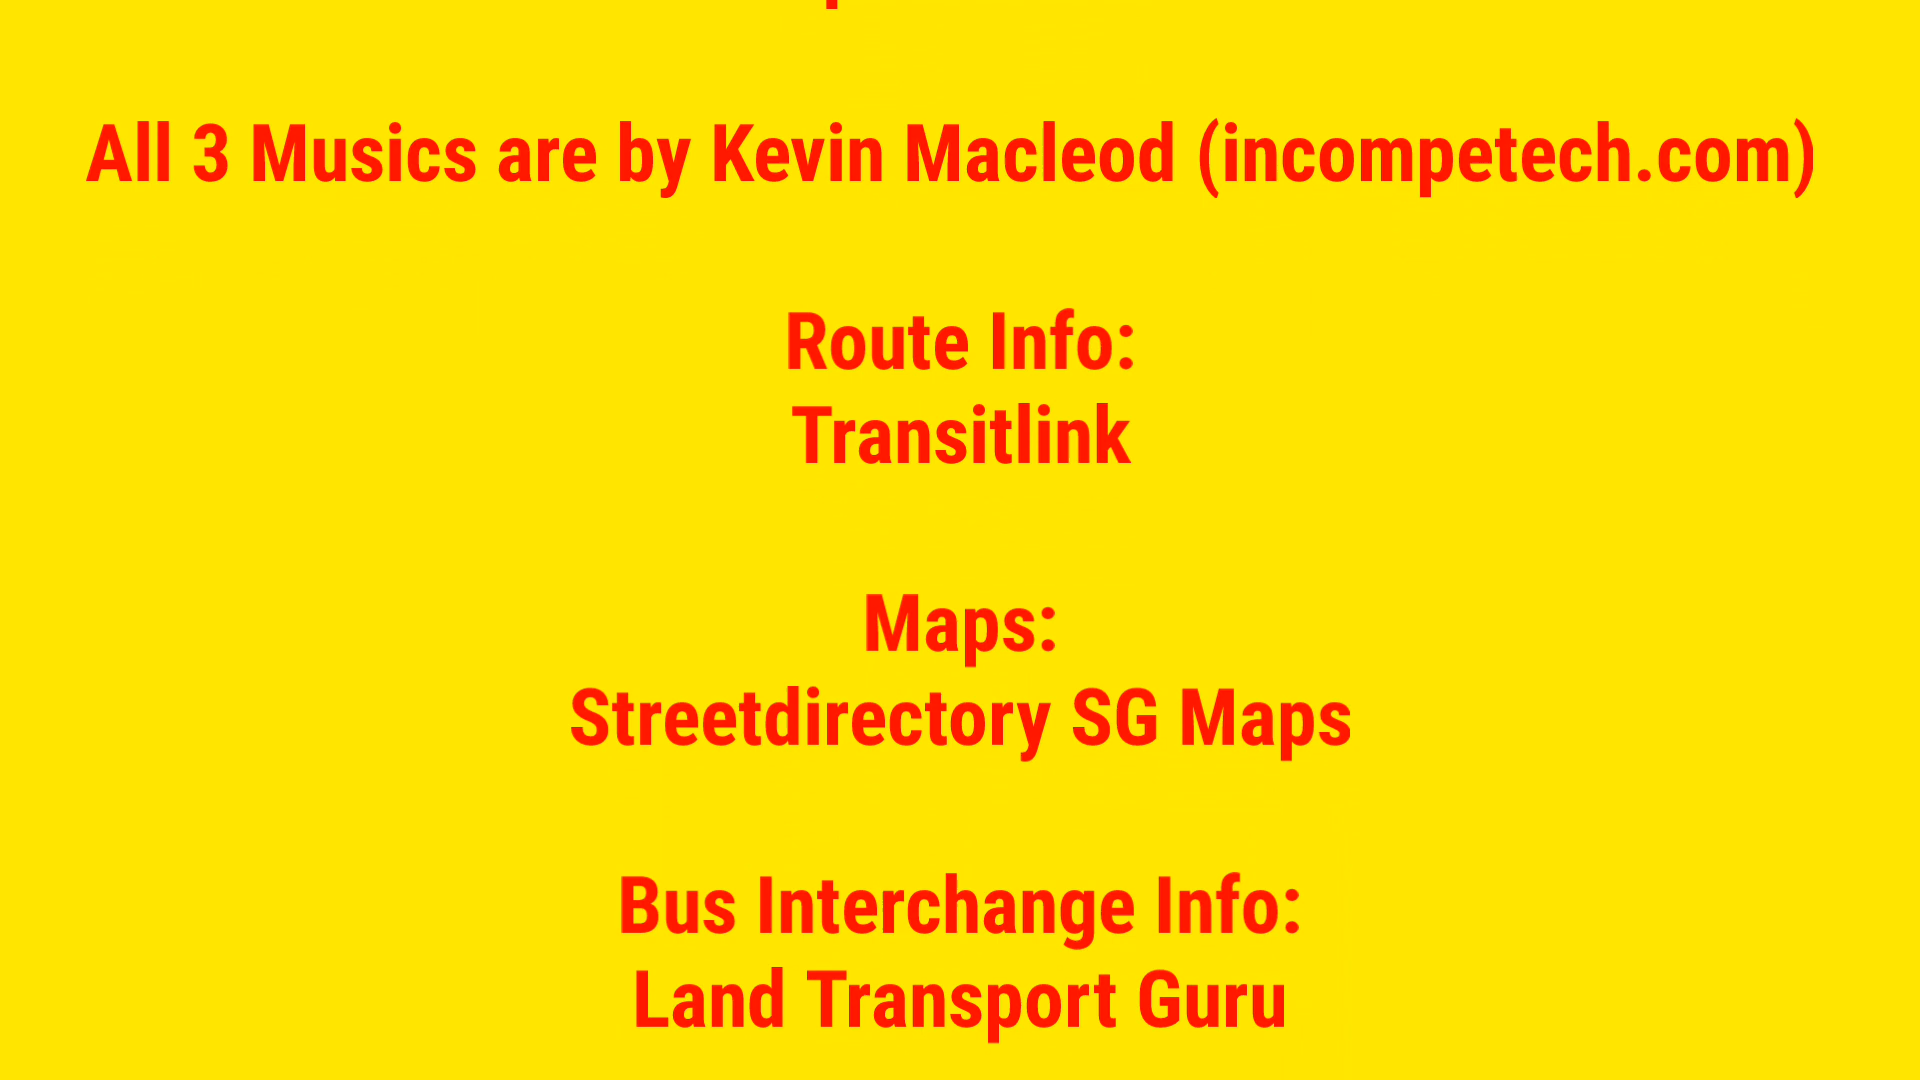 All 3 Musics are by Kevin Macleod (incompetech.com)
Route Info:
Transitlink
Maps:
Streetdirectory SG Maps
Bus Interchange Info:
Land Transport Guru